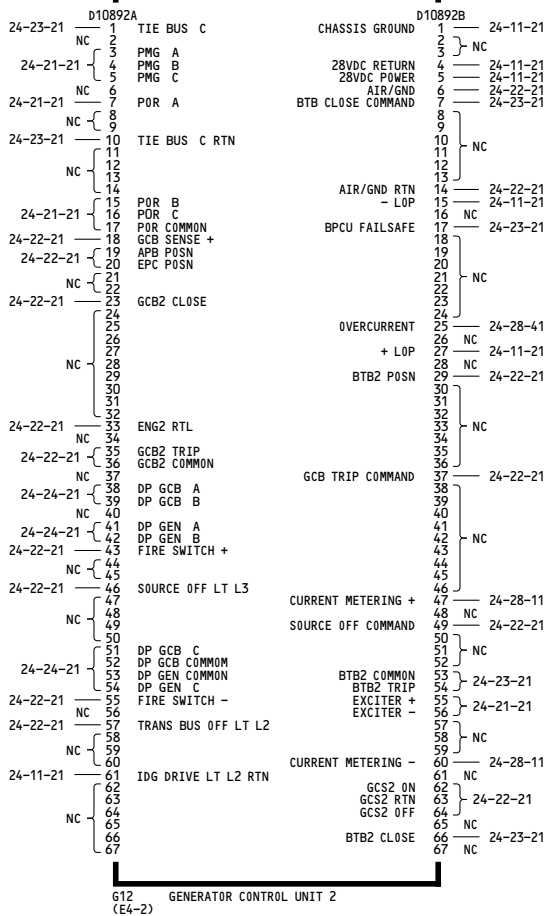 D10892A D10892B
24-23-21 1 TIE BUS C CHASSIS GROUND 1 24-11-21
NC 2 2 NC
3 PMG A 3
24-21-21 4 PMG B 28VDC RETURN 4 24-11-21
5 PMG C 28VDC POWER 5 24-11-21
NC 6 AIR/GND 6 24-22-21
24-21-21 7 POR A BTB CLOSE COMMAND 7 24-23-21
NC 8 8
9 9
24-23-21 10 TIE BUS C RTN 10 NC
11 11
NC 12 12
13 13
14 AIR/GND RTN 14 24-22-21
15 POR B - LOP 15 24-11-21
24-21-21 16 POR C 16 NC
17 POR COMMON BPCU FAILSAFE 17 24-23-21
24-22-21 18 GCB SENSE + 18
24-22-21 19 APB POSN 19
20 EPC POSN 20
NC 21 21 NC
22 22
24-22-21 23 GCB2 CLOSE 23
24 24
25 OVERCURRENT 25 24-28-41
26 26 NC
27 + LOP 27 24-11-21
NC 28 28 NC
29 BTB2 POSN 29 24-22-21
30 30
31 31
32 32
24-22-21 33 ENG2 RTL 33 NC
NC 34 34
24-22-21 35 GCB2 TRIP 35
36 GCB2 COMMON 36
NC 37 GCB TRIP COMMAND 37 24-22-21
24-24-21 38 DP GCB A 38
39 DP GCB B 39
NC 40 40
24-24-21 41 DP GEN A 41
42 DP GEN B 42 NC
24-22-21 43 FIRE SWITCH + 43
NC 44 44
45 45
24-22-21 46 SOURCE OFF LT L3 46
47 CURRENT METERING + 47 24-28-11
NC 48 48 NC
49 SOURCE OFF COMMAND 49 24-22-21
50 50
51 DP GCB C 51 NC
24-24-21 52 DP GCB COMMOM 52
53 DP GEN COMMON BTB2 COMMON 53 24-23-21
54 DP GEN C BTB2 TRIP 54
24-22-21 55 FIRE SWITCH - EXCITER + 55 24-21-21
NC 56 EXCITER - 56
24-22-21 57 TRANS BUS OFF LT L2 57
NC 58 58 NC
59 59
60 CURRENT METERING - 60 24-28-11
24-11-21 61 IDG DRIVE LT L2 RTN 61 NC
62 GCS2 ON 62
63 GCS2 RTN 63 24-22-21
NC 64 GCS2 OFF 64
65 65 NC
66 BTB2 CLOSE 66 24-23-21
67 67 NC
G12 GENERATOR CONTROL UNIT 2
(E4-2)